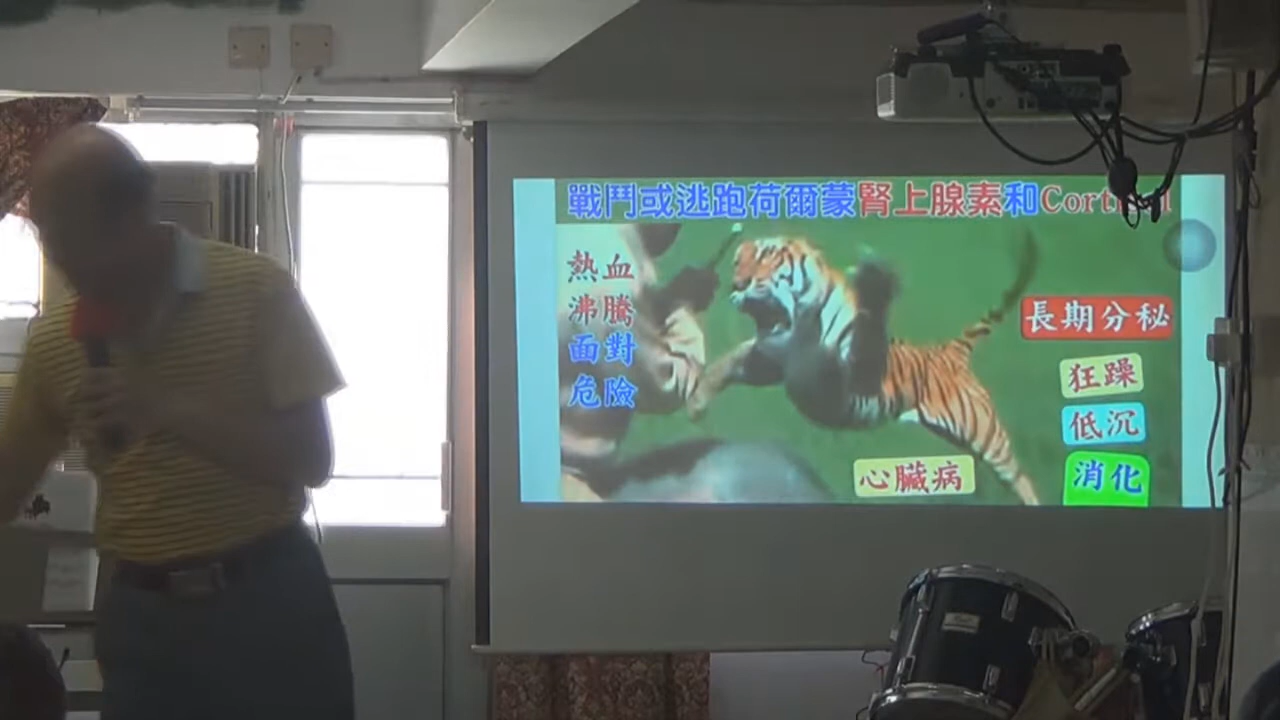 戰鬥或逃跑荷爾蒙腎上腺素和
熱血
沸騰
面對
危險
長期分秘
狂躁
低沉
消化
心臟病